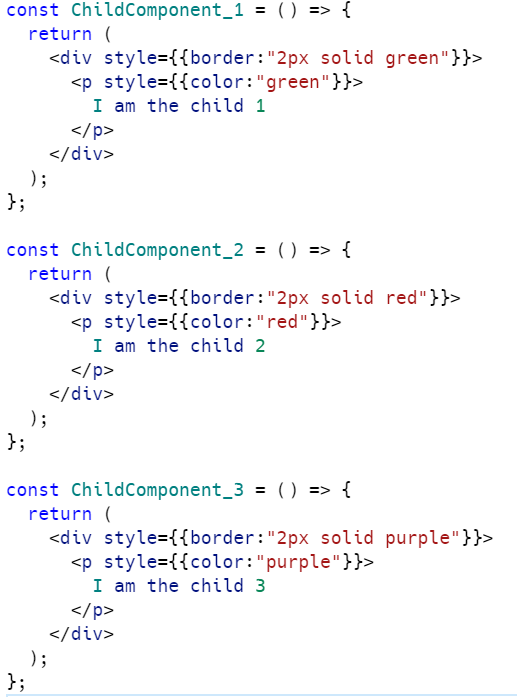 const ChildComponent_1 = () => {
  return (
    <div style={{border:"2px solid green"}}>
      <p style={{color:"green"}}>
        I am the child 1
      </p>
    </div>
  );
};

const ChildComponent_2 = () => {
  return (
    <div style={{border:"2px solid red"}}>
      <p style={{color:"red"}}>
        I am the child 2
      </p>
    </div>
  );
};

const ChildComponent_3 = () => {
  return (
    <div style={{border:"2px solid purple"}}>
      <p style={{color:"purple"}}>
        I am the child 3
      </p>
    </div>
  );
};